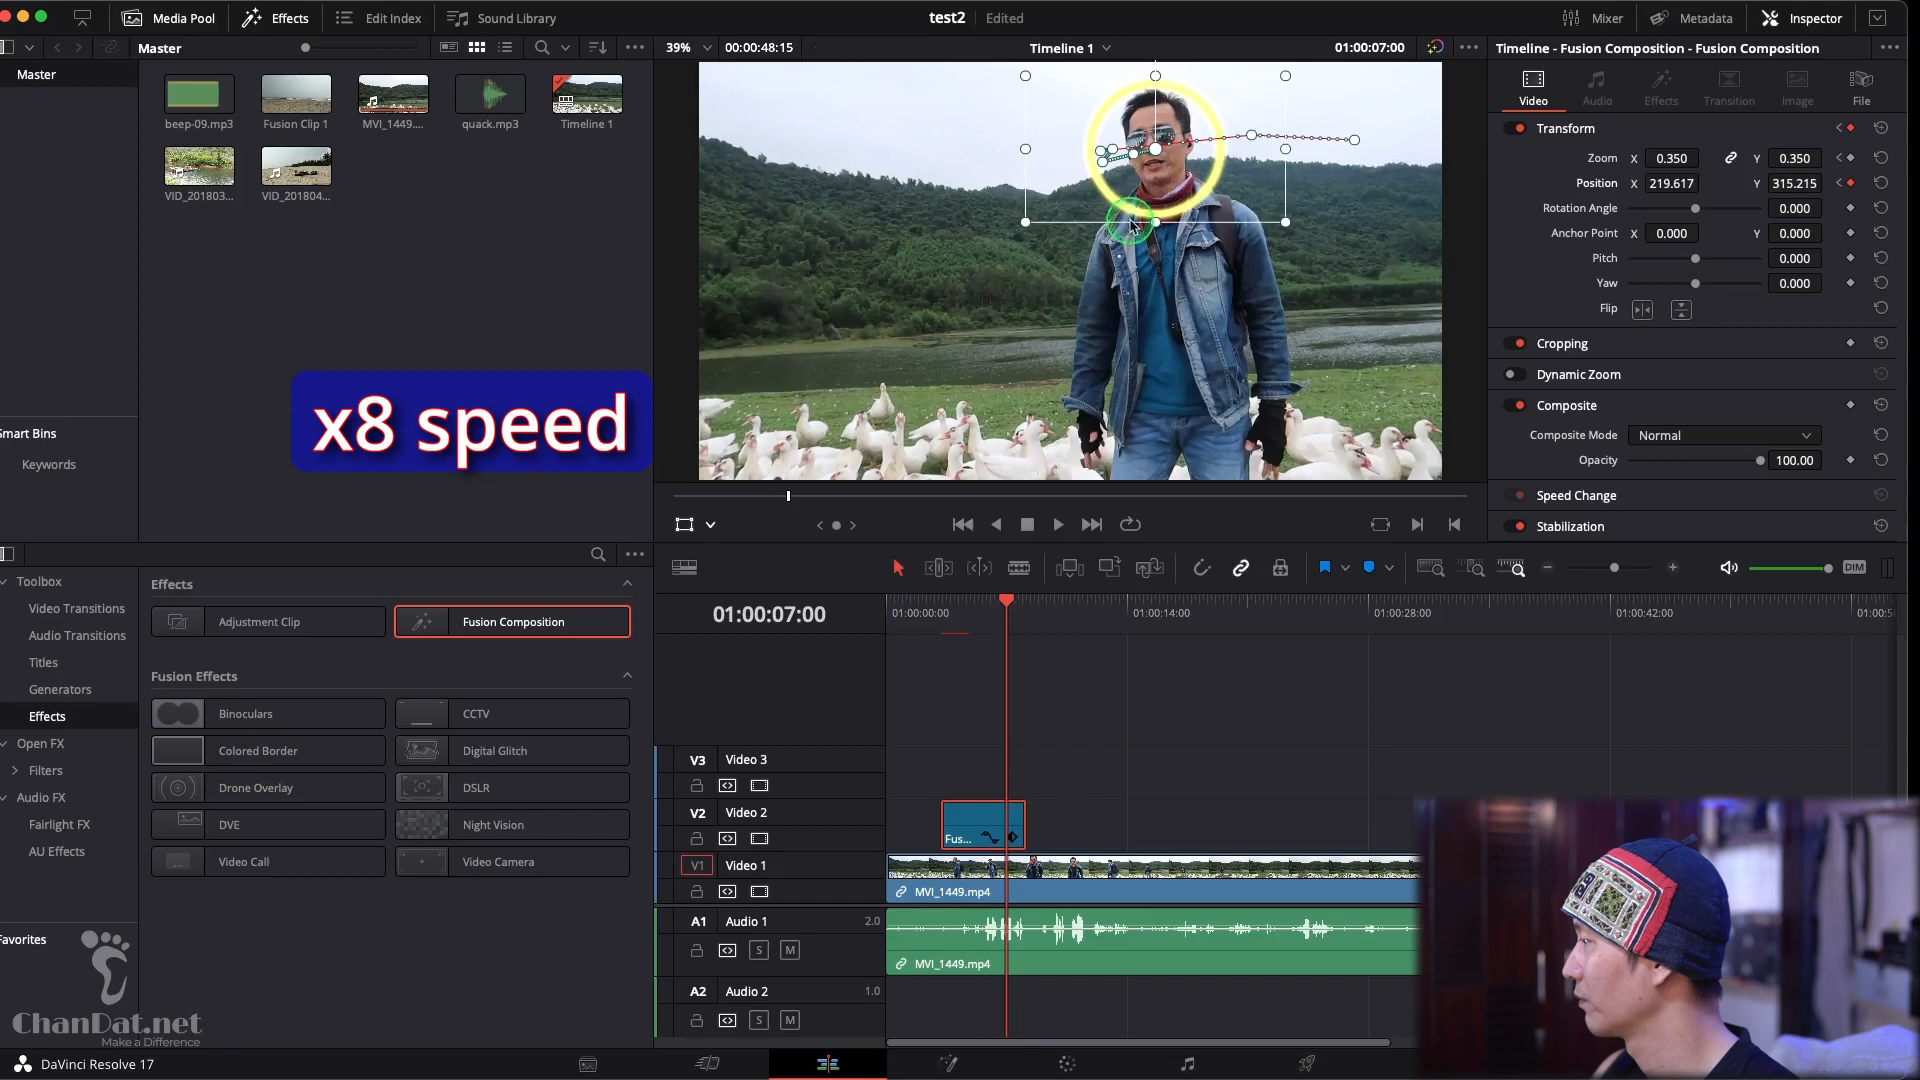 Media Pool
Effects
Edit Index
Sound Library
test2
Edited
Mixer
Metadata
Inspector
Master
39%
00:00:48:15
Timeline 1
01:00:07:00
Timeline - Fusion Composition - Fusion Composition
Master
beep-09.mp3
Fusion Clip 1
MVI_1449....
quack.mp3
Timeline 1
VID_201803...
VID_201804...
Video
Audio
Effects
Transition
Image
File
Transform
Zoom X 0.350 Y 0.350
Position X 219.617 Y 315.215
Rotation Angle 0.000
Anchor Point X 0.000 Y 0.000
Pitch 0.000
Yaw 0.000
Flip
Cropping
Dynamic Zoom
Composite
Composite Mode Normal
Opacity 100.00
Speed Change
Stabilization
x8 speed
Smart Bins
Keywords
Toolbox
Video Transitions
Audio Transitions
Titles
Generators
Effects
Open FX
Filters
Audio FX
Fairlight FX
AU Effects
Favorites
Effects
Adjustment Clip
Fusion Composition
Fusion Effects
Binoculars
CCTV
Colored Border
Digital Glitch
Drone Overlay
DSLR
DVE
Night Vision
Video Call
Video Camera
DIM
01:00:07:00
01:00:00:00
01:00:14:00
01:00:28:00
01:00:42:00
V3 Video 3
V2 Video 2
Fus...
V1 Video 1
MVI_1449.mp4
A1 Audio 1 2.0
S M
MVI_1449.mp4
A2 Audio 2 1.0
S M
ChanDat.net
Make a Difference
DaVinci Resolve 17